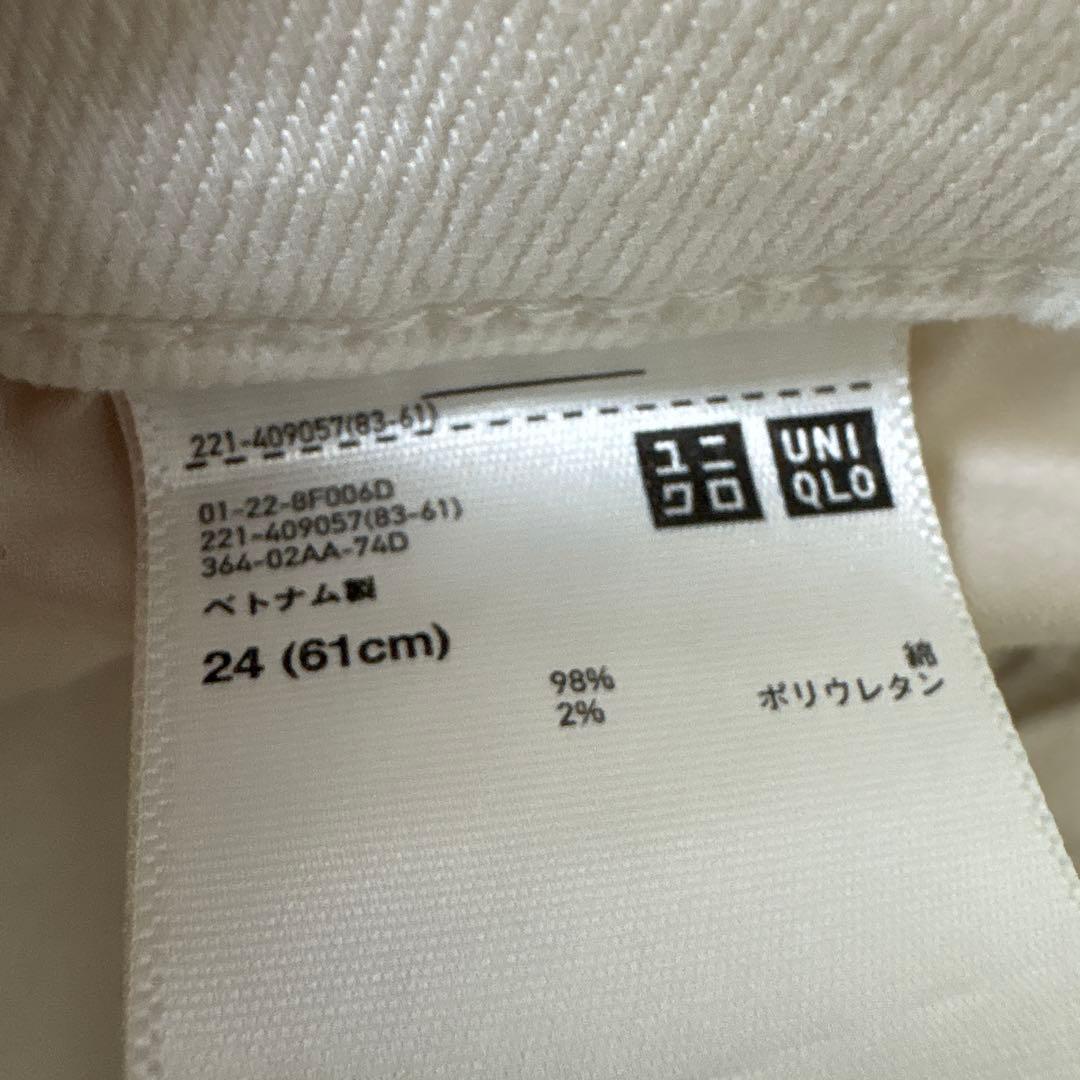 221-409057(83-61)
ユニ
クロ
UNI
QLO
01-22-8F006D
221-409057(83-61)
364-02AA-74D
ベトナム製
24 (61cm)
98% 綿
2% ポリウレタン